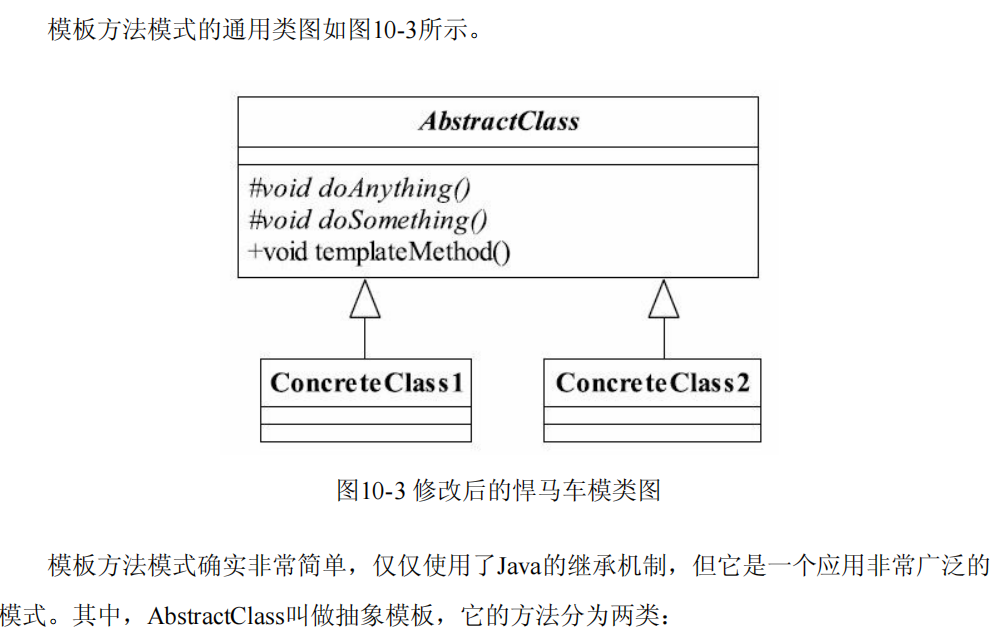 模板方法模式的通用类图如图10-3所示。
AbstractClass
#void doAnything()
#void doSomething()
+void templateMethod()
ConcreteClass1
ConcreteClass2
图10-3 修改后的悍马车模类图
模板方法模式确实非常简单，仅仅使用了Java的继承机制，但它是一个应用非常广泛的
模式。其中，AbstractClass叫做抽象模板，它的方法分为两类：